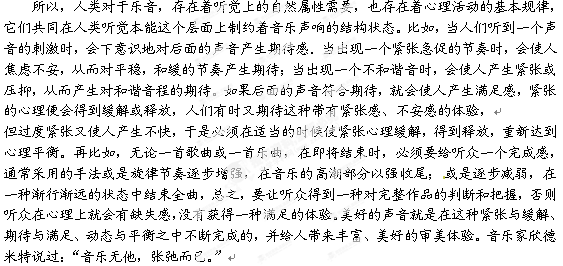 所以，人类对于乐音，存在着听觉上的自然属性需要，也存在着心理活动的基本规律，
它们共同在人类听觉本能这个层面上制约着音乐声响的结构状态。比如，当人们听到一个声
音的刺激时，会下意识地对后面的声音产生期待感。当出现一个紧张急促的节奏时，会使人
焦虑不安，从而对平稳，和缓的节奏产生期待；当出现一个不和谐音时，会使人产生紧张或
压抑，从而产生对和谐音程的期待。如果后面的声音符合期待，就会使人产生满足感，紧张
的心理便会得到缓解或释放，人们有时又期待这种带有紧张感、不安感的体验，
但过度紧张又使人产生不快，于是必须在适当的时候使紧张心理缓解，得到释放，重新达到
心理平衡。再比如，无论一首歌曲或一首乐曲，在即将结束时，必须要给听众一个完成感，
通常采用的手法或是旋律节奏逐步增强，在音乐的高潮部分以强收尾；或是逐步减弱，在
一种渐行渐远的状态中结束全曲，总之，要让听众得到一种对完整作品的判断和把握，否则
听众在心理上就会有缺失感，没有获得一种满足的体验。美好的声音就是在这种紧张与缓解、
期待与满足、动态与平衡之中不断完成的，并给人带来丰富、美好的审美体验。音乐家欣德
米特说过：“音乐无他，张弛而已。”